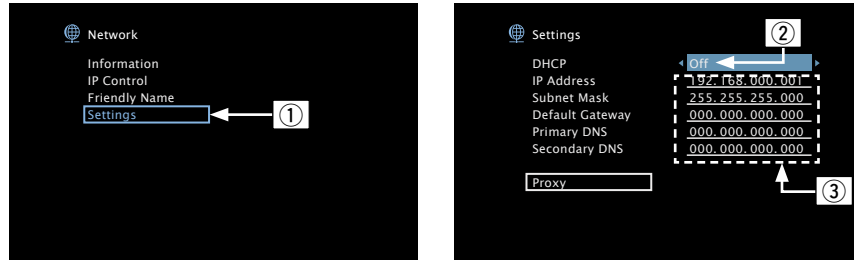 Network
Information
IP Control
Friendly Name
Settings
①
Settings
②
DHCP Off
IP Address 192. 168. 000. 001
Subnet Mask 255. 255. 255. 000
Default Gateway 000. 000. 000. 000
Primary DNS 000. 000. 000. 000
Secondary DNS 000. 000. 000. 000
Proxy
③